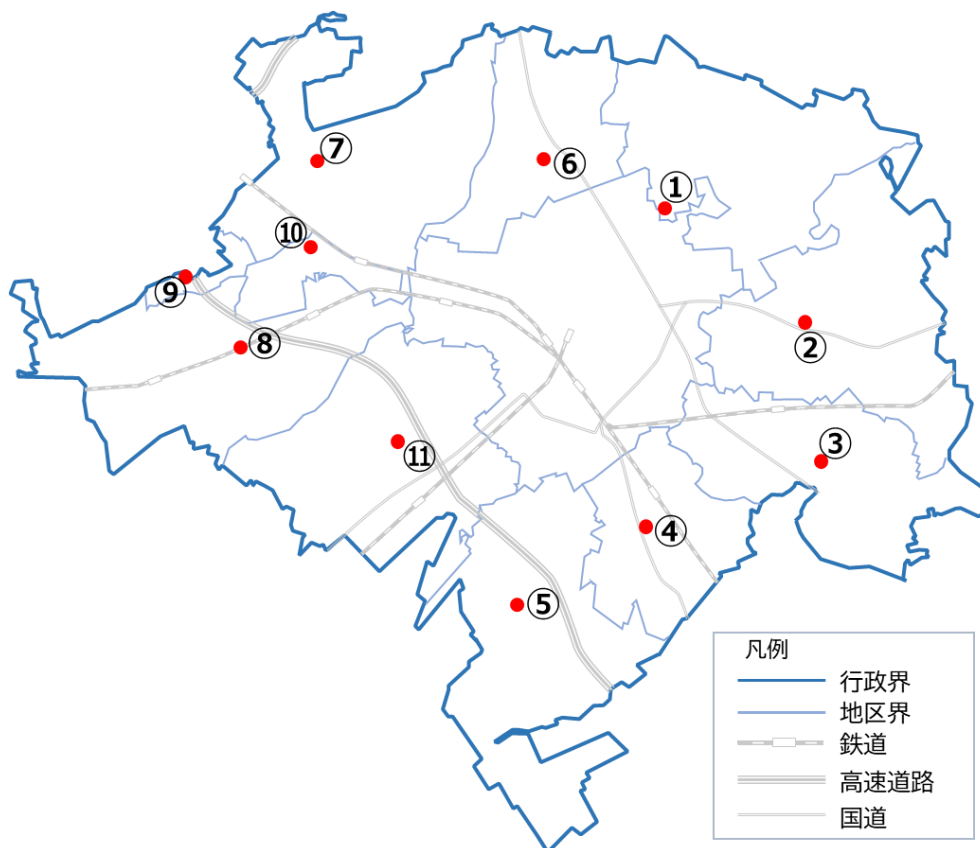 ⑦
⑥
①
⑩
⑨
⑧
②
③
⑪
④
⑤
凡例
行政界
地区界
鉄道
高速道路
国道